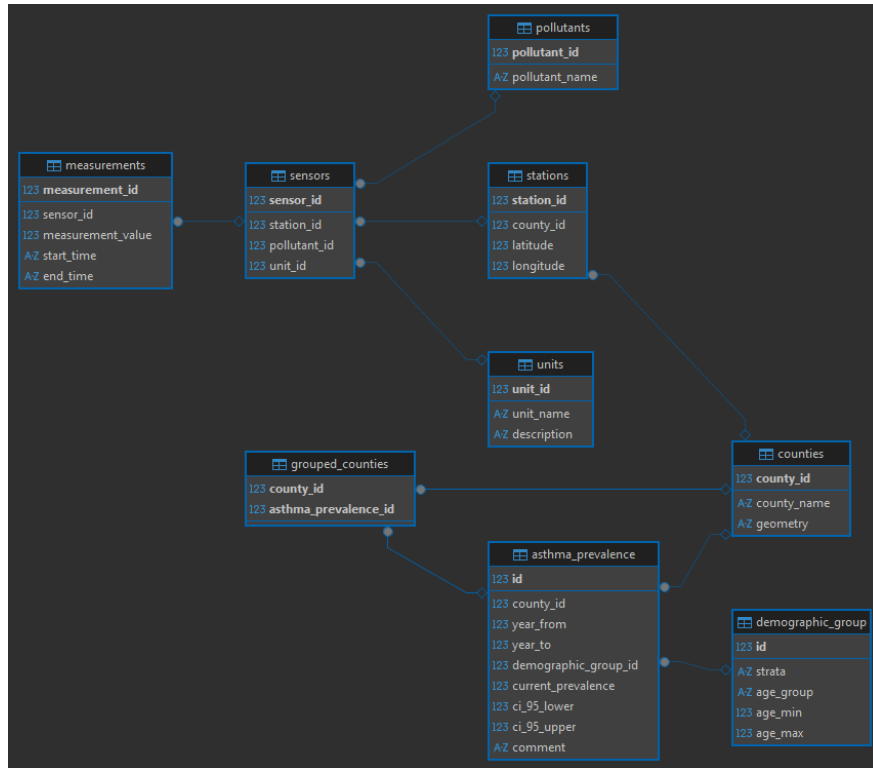 pollutants
123 pollutant_id
A-Z pollutant_name
measurements
123 measurement_id
123 sensor_id
123 measurement_value
A-Z start_time
A-Z end_time
sensors
123 sensor_id
123 station_id
123 pollutant_id
123 unit_id
stations
123 station_id
123 county_id
123 latitude
123 longitude
units
123 unit_id
A-Z unit_name
A-Z description
grouped_counties
123 county_id
123 asthma_prevalence_id
counties
123 county_id
A-Z county_name
A-Z geometry
asthma_prevalence
123 id
123 county_id
123 year_from
123 year_to
123 demographic_group_id
123 current_prevalence
123 ci_95_lower
123 ci_95_upper
A-Z comment
demographic_group
123 id
A-Z strata
A-Z age_group
123 age_min
123 age_max